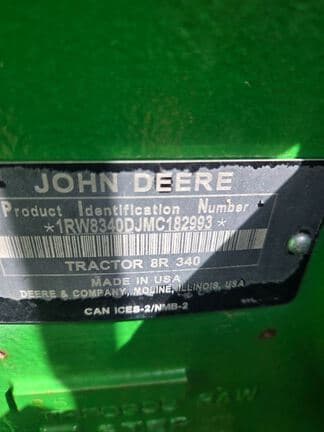 JOHN DEERE
Product Identification Number
*1RW8340DJMC182993*
TRACTOR 8R 340
MADE IN USA
DEERE & COMPANY, MOLINE, ILLINOIS, USA
CAN ICES-2/NMB-2